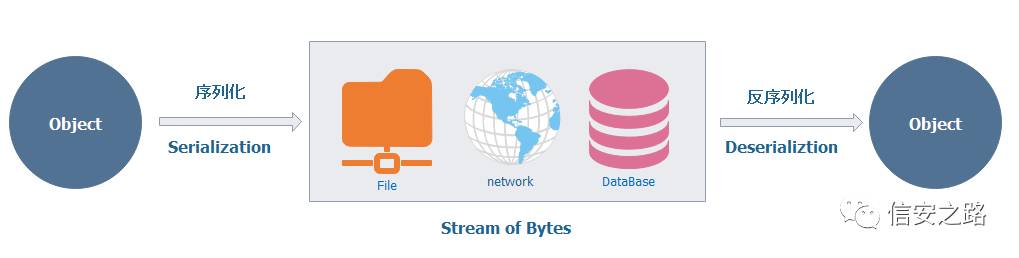 Object
序列化
Serialization
File
network
DataBase
Stream of Bytes
反序列化
Deserializtion
Object
信安之路